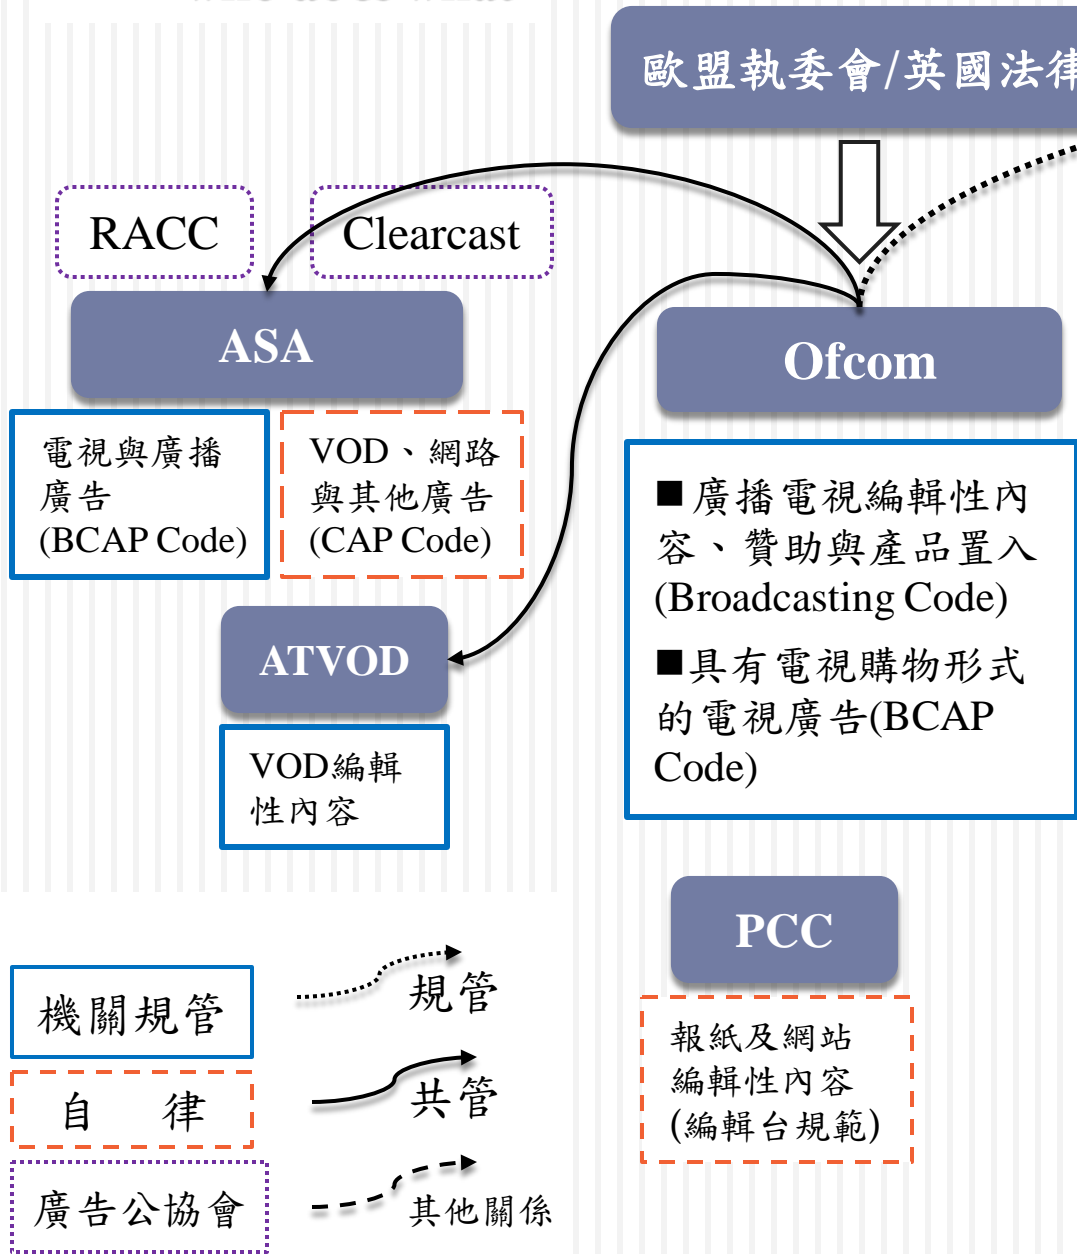 歐盟執委會/英國法律
RACC
Clearcast
ASA
Ofcom
電視與廣播
廣告
(BCAP Code)
VOD、網路
與其他廣告
(CAP Code)
■廣播電視編輯性內
容、贊助與產品置入
(Broadcasting Code)
■具有電視購物形式
的電視廣告(BCAP
Code)
ATVOD
VOD編輯
性內容
PCC
報紙及網站
編輯性內容
(編輯台規範)
機關規管
規管
自 律
共管
廣告公協會
其他關係